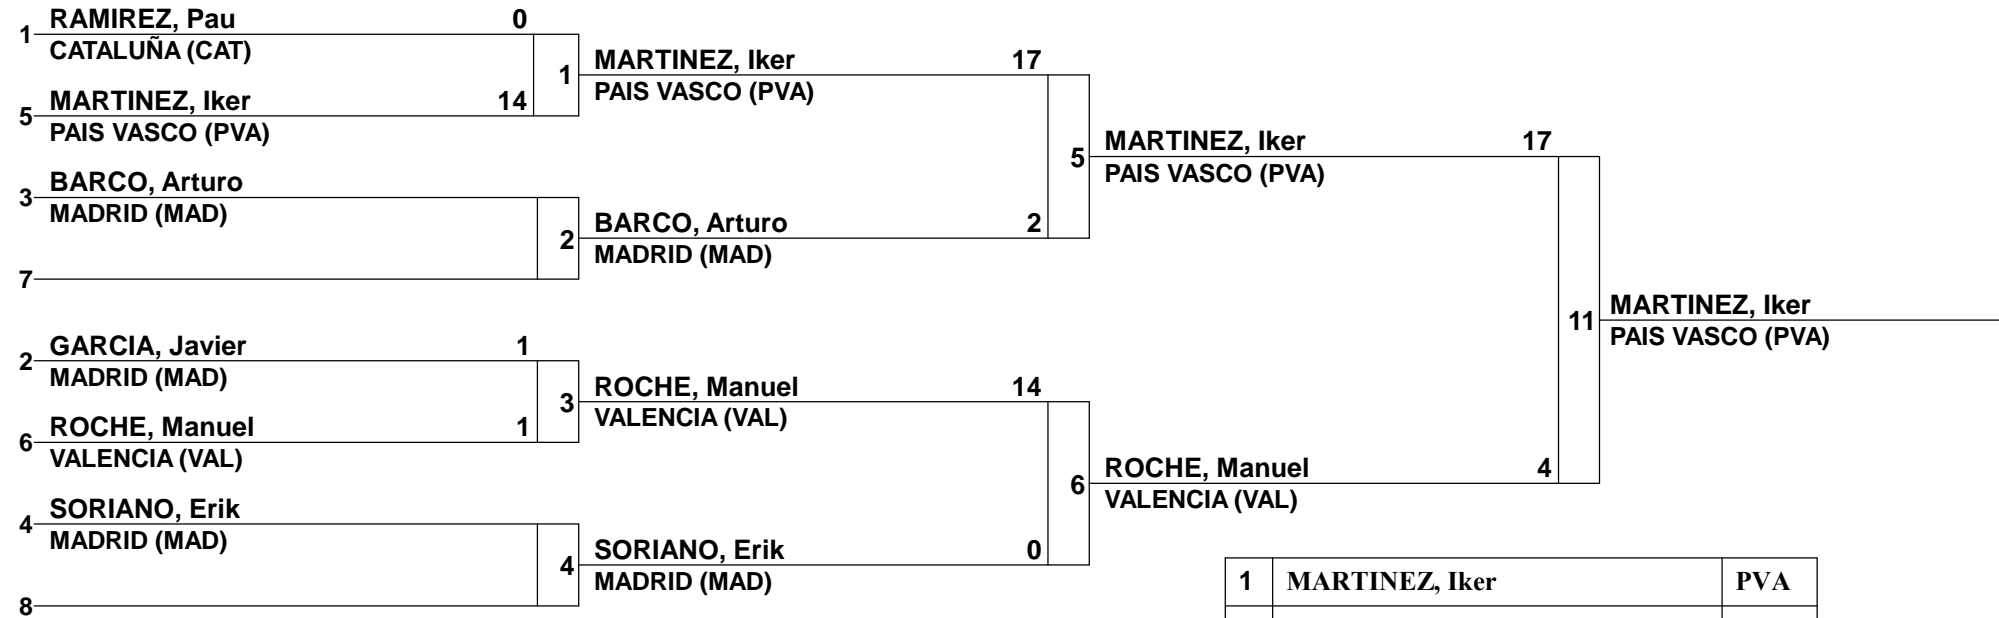 RAMIREZ, Pau 0
1
CATALUÑA (CAT)
1
MARTINEZ, Iker 17
PAIS VASCO (PVA)
MARTINEZ, Iker 14
5
PAIS VASCO (PVA)
5
MARTINEZ, Iker 17
PAIS VASCO (PVA)
BARCO, Arturo
3
MADRID (MAD)
2
BARCO, Arturo 2
MADRID (MAD)
7
11
MARTINEZ, Iker
PAIS VASCO (PVA)
GARCIA, Javier 1
2
MADRID (MAD)
3
ROCHE, Manuel 14
VALENCIA (VAL)
ROCHE, Manuel 1
6
VALENCIA (VAL)
6
ROCHE, Manuel 4
VALENCIA (VAL)
SORIANO, Erik
4
MADRID (MAD)
4
SORIANO, Erik 0
MADRID (MAD)
8
1 MARTINEZ, Iker PVA